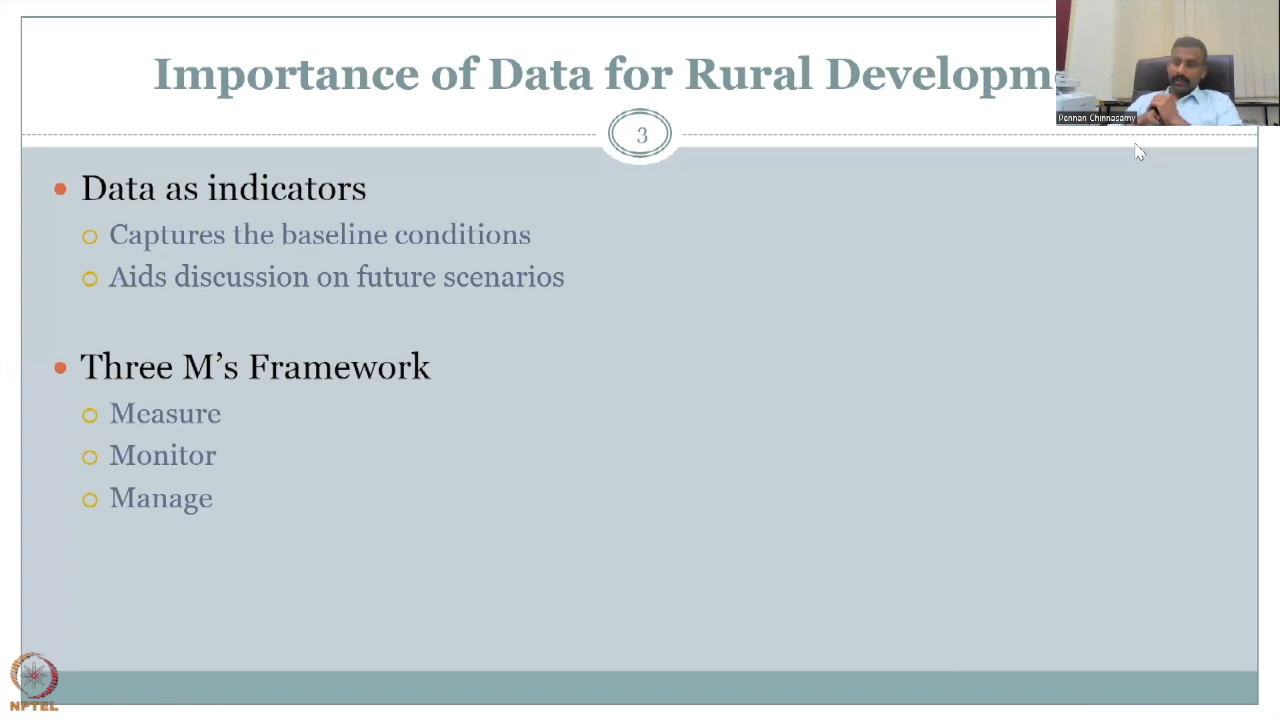 Importance of Data for Rural Developm
Pennan Chinnasamy
3
Data as indicators
Captures the baseline conditions
Aids discussion on future scenarios
Three M's Framework
Measure
Monitor
Manage
NPTEL